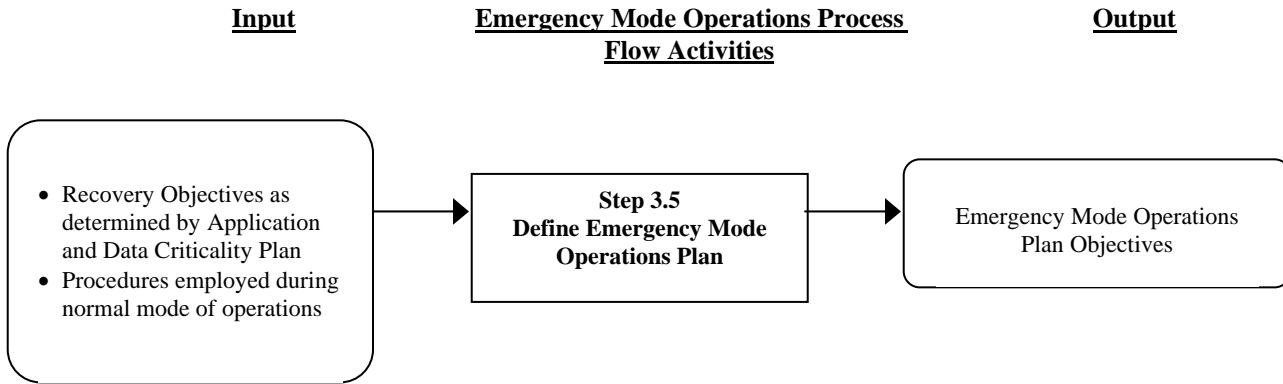 Input
Emergency Mode Operations Process
Flow Activities
Output
• Recovery Objectives as
determined by Application
and Data Criticality Plan
• Procedures employed during
normal mode of operations
Step 3.5
Define Emergency Mode
Operations Plan
Emergency Mode Operations
Plan Objectives